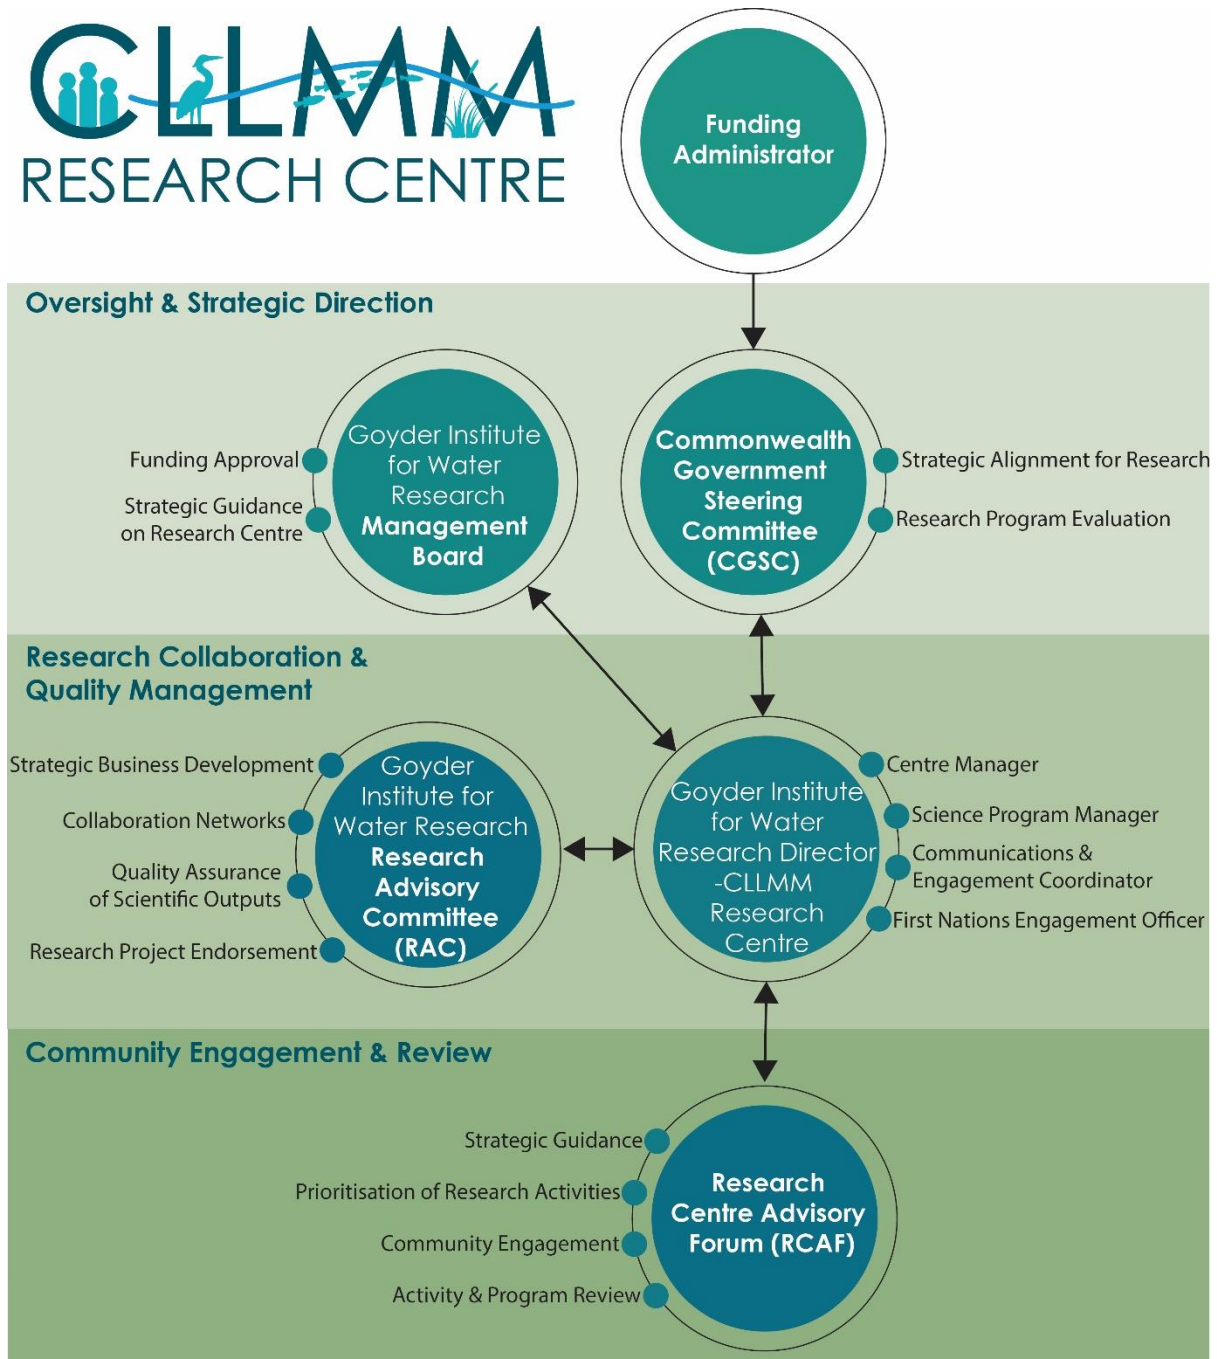 CLLMM
RESEARCH CENTRE
Funding
Administrator
Oversight & Strategic Direction
Goyder Institute
for Water
Research
Management
Board
Funding Approval
Strategic Guidance
on Research Centre
Commonwealth
Government
Steering
Committee
(CGSC)
Strategic Alignment for Research
Research Program Evaluation
Research Collaboration &
Quality Management
Strategic Business Development
Collaboration Networks
Quality Assurance
of Scientific Outputs
Research Project Endorsement
Goyder
Institute for
Water Research
Research
Advisory
Committee
(RAC)
Goyder Institute
for Water
Research Director
-CLLMM
Research
Centre
Centre Manager
Science Program Manager
Communications &
Engagement Coordinator
First Nations Engagement Officer
Community Engagement & Review
Strategic Guidance
Prioritisation of Research Activities
Community Engagement
Activity & Program Review
Research
Centre Advisory
Forum (RCAF)